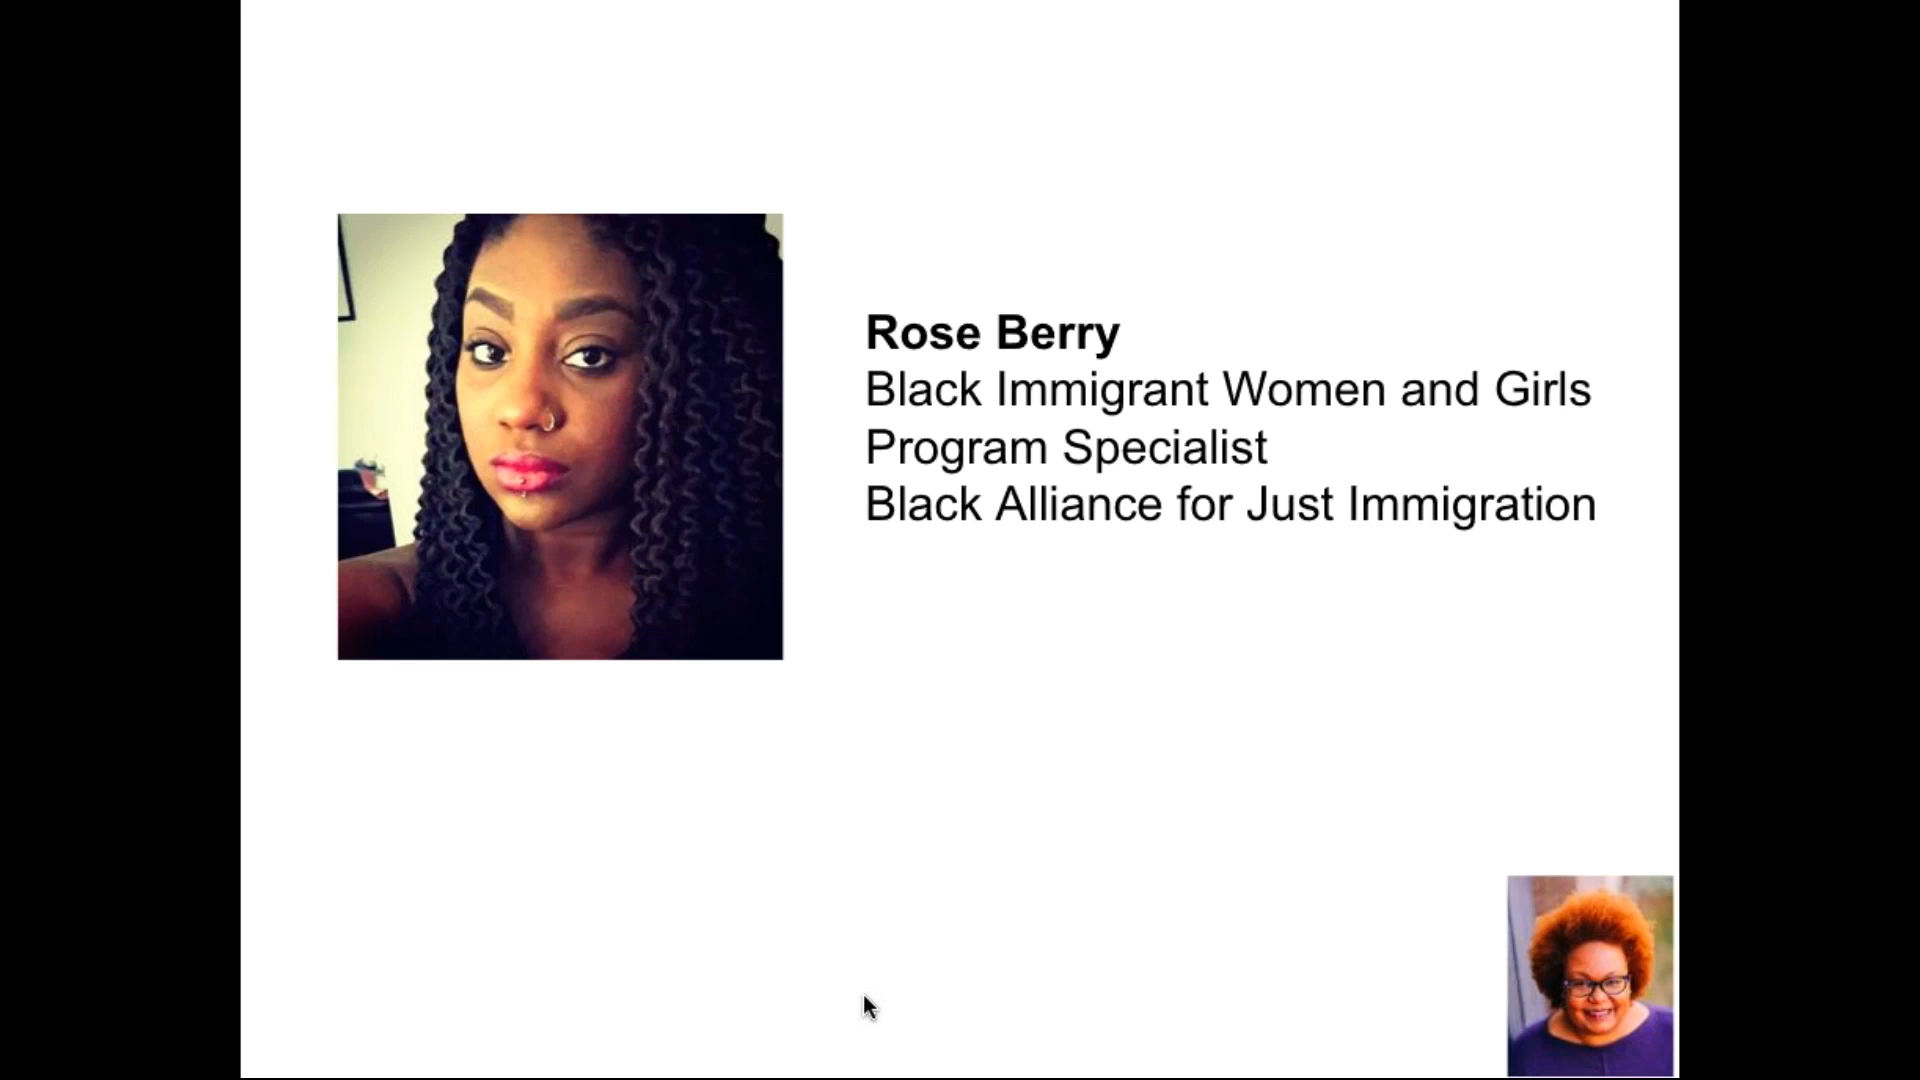 Rose Berry
Black Immigrant Women and Girls
Program Specialist
Black Alliance for Just Immigration